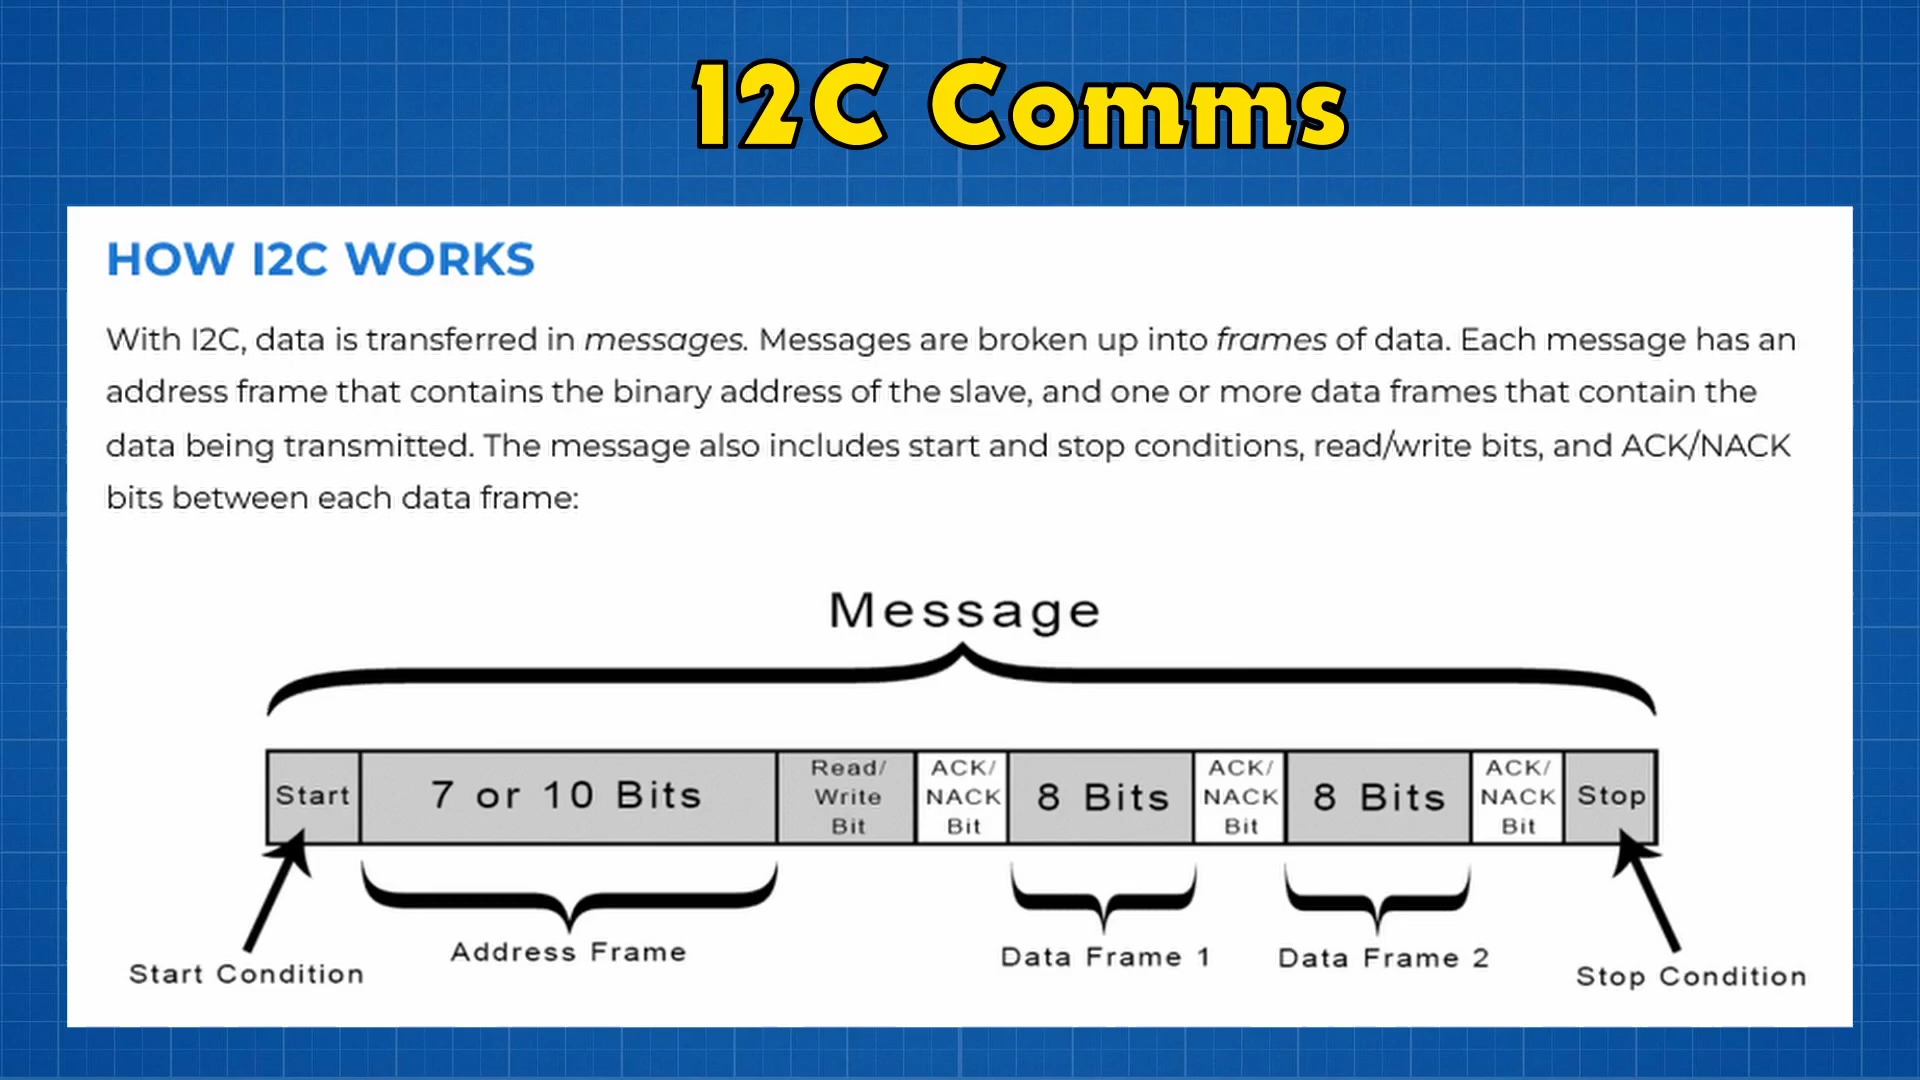 I2C Comms
HOW I2C WORKS
With I2C, data is transferred in messages. Messages are broken up into frames of data. Each message has an
address frame that contains the binary address of the slave, and one or more data frames that contain the
data being transmitted. The message also includes start and stop conditions, read/write bits, and ACK/NACK
bits between each data frame:
Message
Start
7 or 10 Bits
Read/
Write
Bit
ACK/
NACK
Bit
8 Bits
ACK/
NACK
Bit
8 Bits
ACK/
NACK
Bit
Stop
Start Condition
Address Frame
Data Frame 1
Data Frame 2
Stop Condition